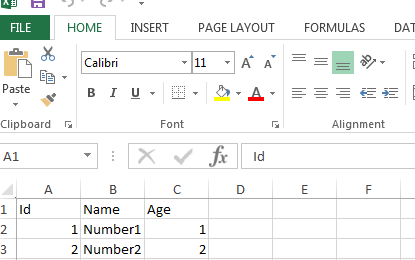 FILE HOME INSERT PAGE LAYOUT FORMULAS DAT
Paste
Calibri 11 A A
B I U A
Clipboard Font Alignment
A1 fx Id
A B C D E F
1 Id Name Age
2 1 Number1 1
3 2 Number2 2